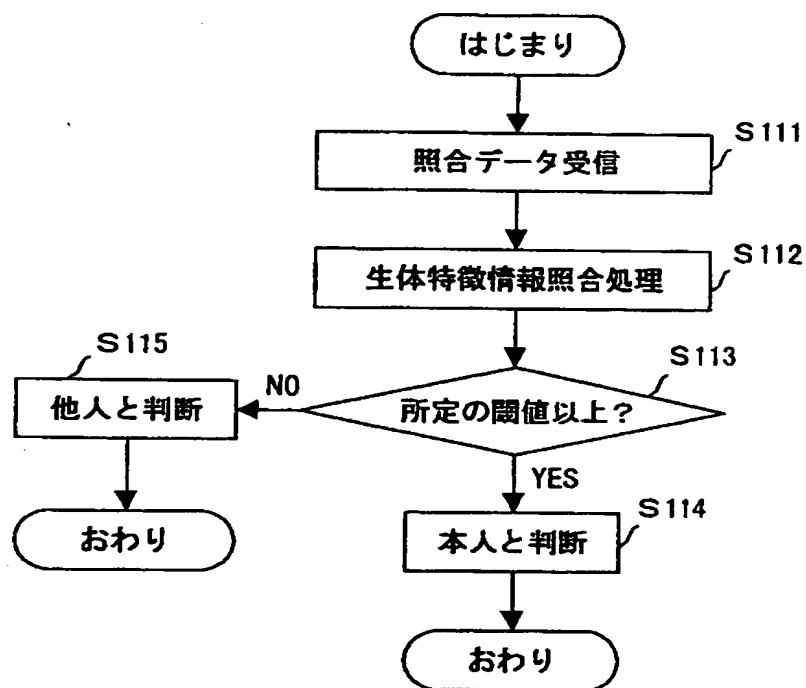 はじまり
S111
照合データ受信
S112
生体特徴情報照合処理
S113
所定の閾値以上?
NO
S115
他人と判断
おわり
YES
S114
本人と判断
おわり